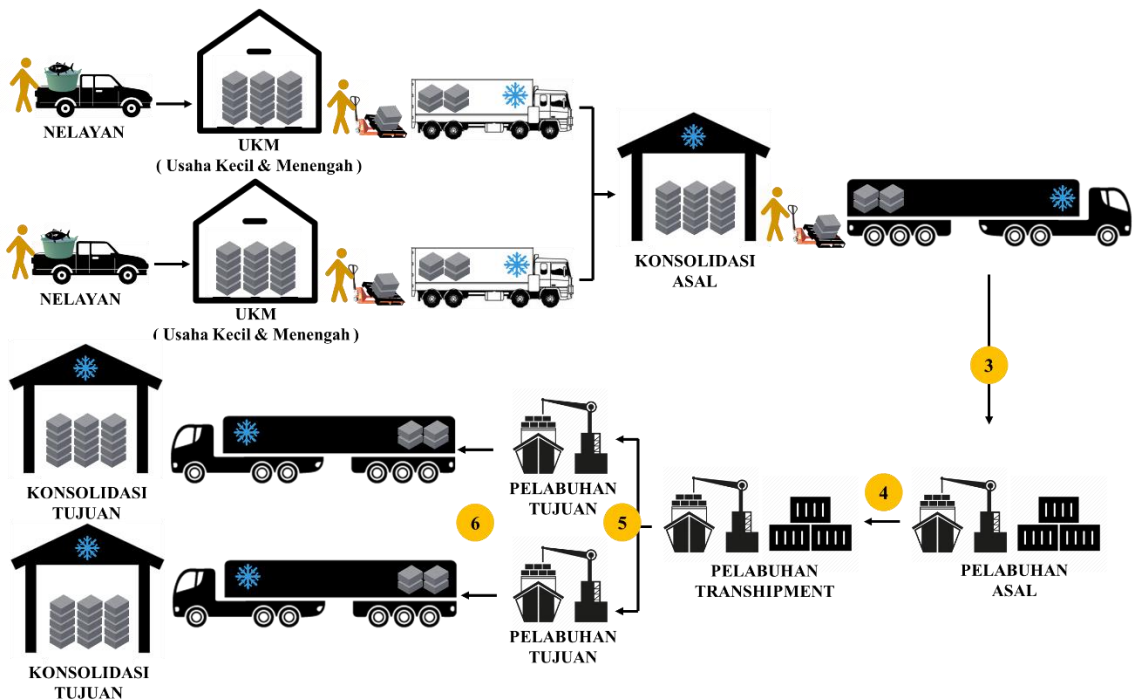 NELAYAN
UKM
( Usaha Kecil & Menengah )
NELAYAN
UKM
( Usaha Kecil & Menengah )
KONSOLIDASI
ASAL
3
KONSOLIDASI
TUJUAN
PELABUHAN
TUJUAN
6
5
4
PELABUHAN
TRANSHIPMENT
PELABUHAN
ASAL
KONSOLIDASI
TUJUAN
PELABUHAN
TUJUAN